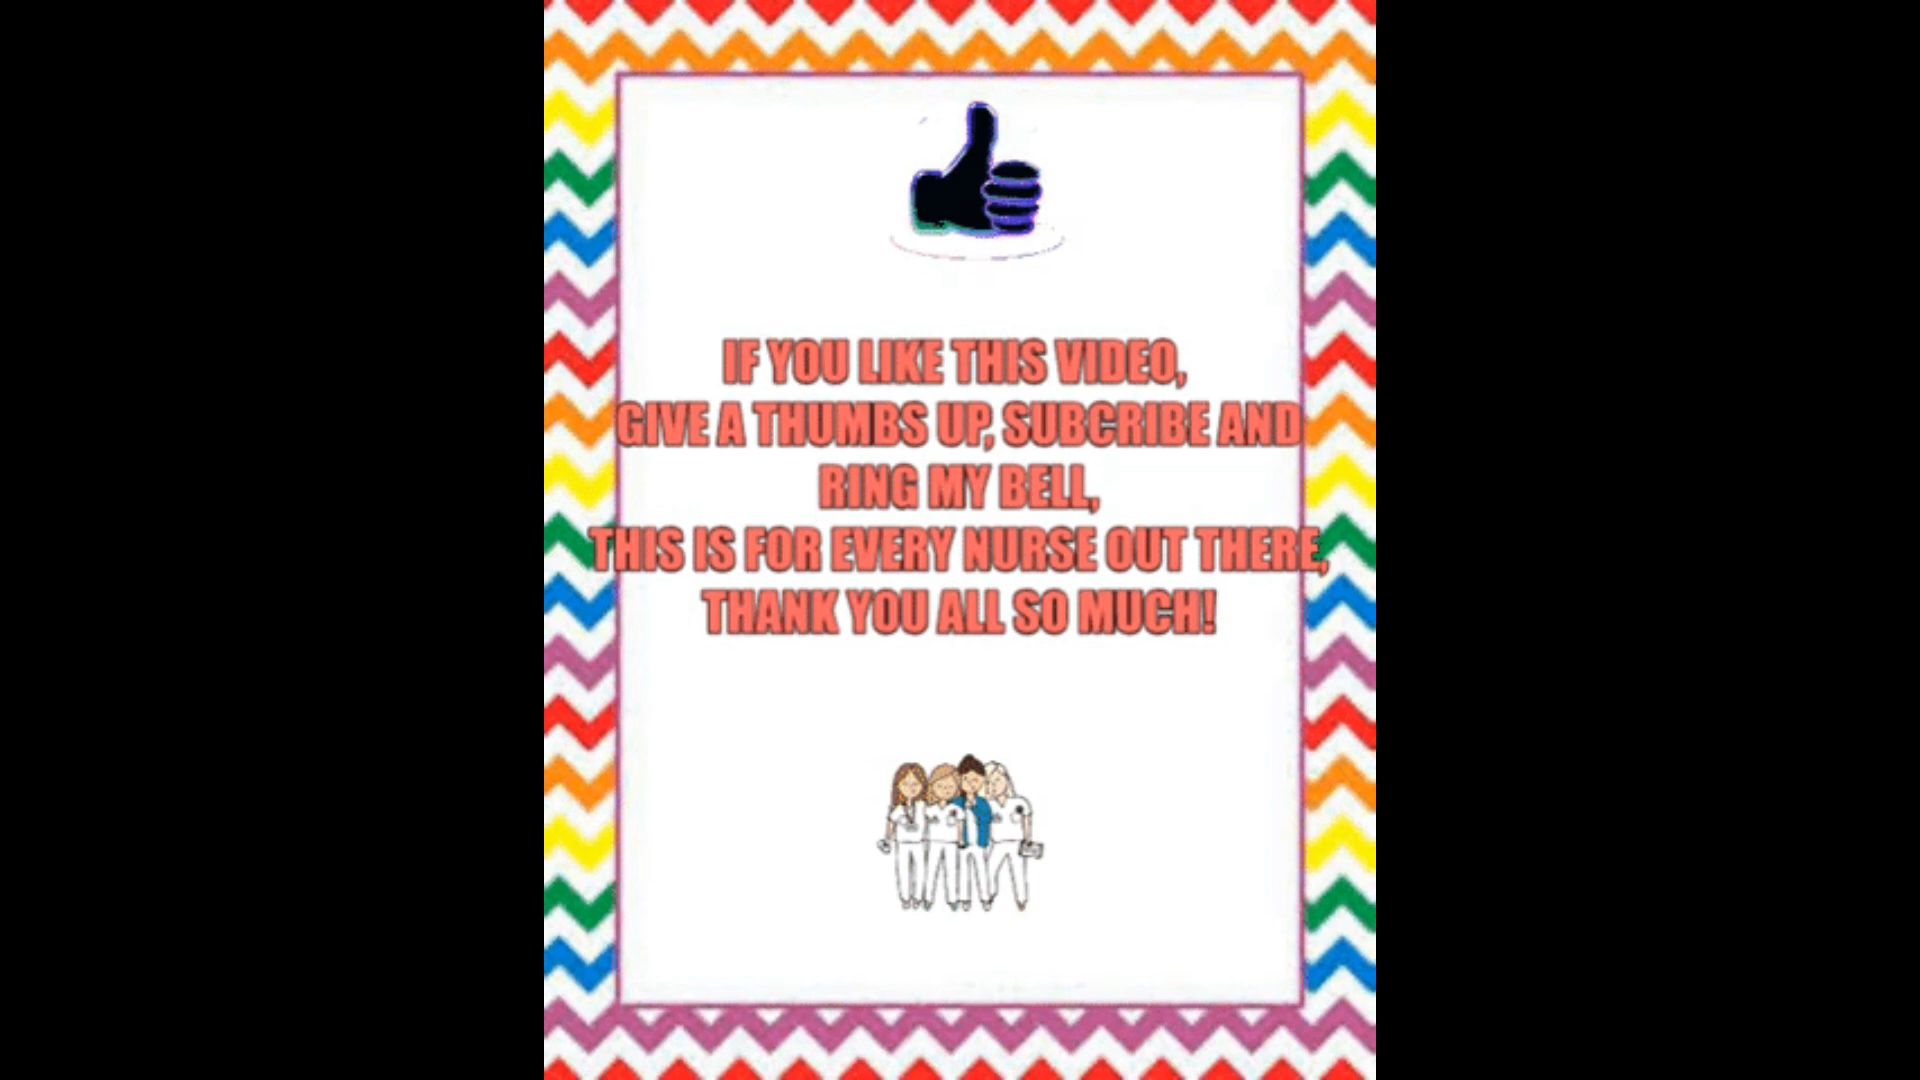 IF YOU LIKE THIS VIDEO,
GIVE A THUMBS UP, SUBCRIBE AND
RING MY BELL,
THIS IS FOR EVERY NURSE OUT THERE,
THANK YOU ALL SO MUCH!